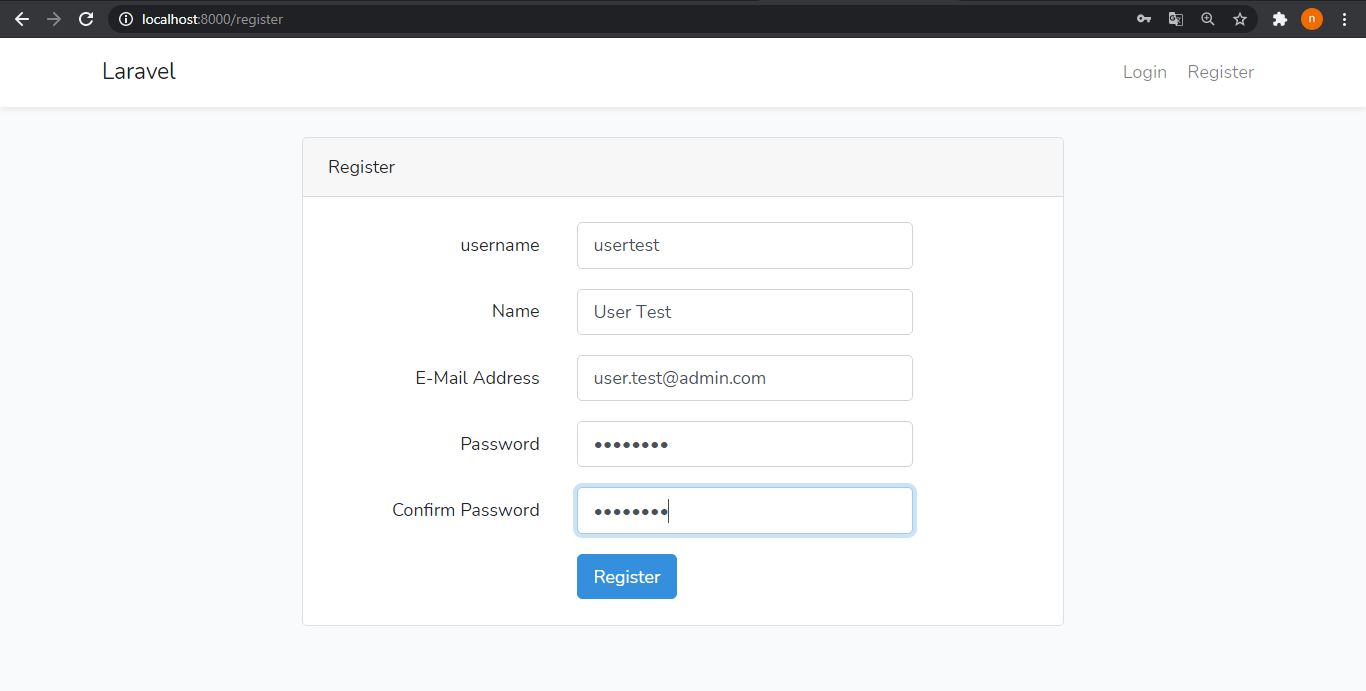 localhost:8000/register
n
Laravel
Login Register
Register
username usertest
Name User Test
E-Mail Address user.test@admin.com
Password ••••••••
Confirm Password ••••••••
Register